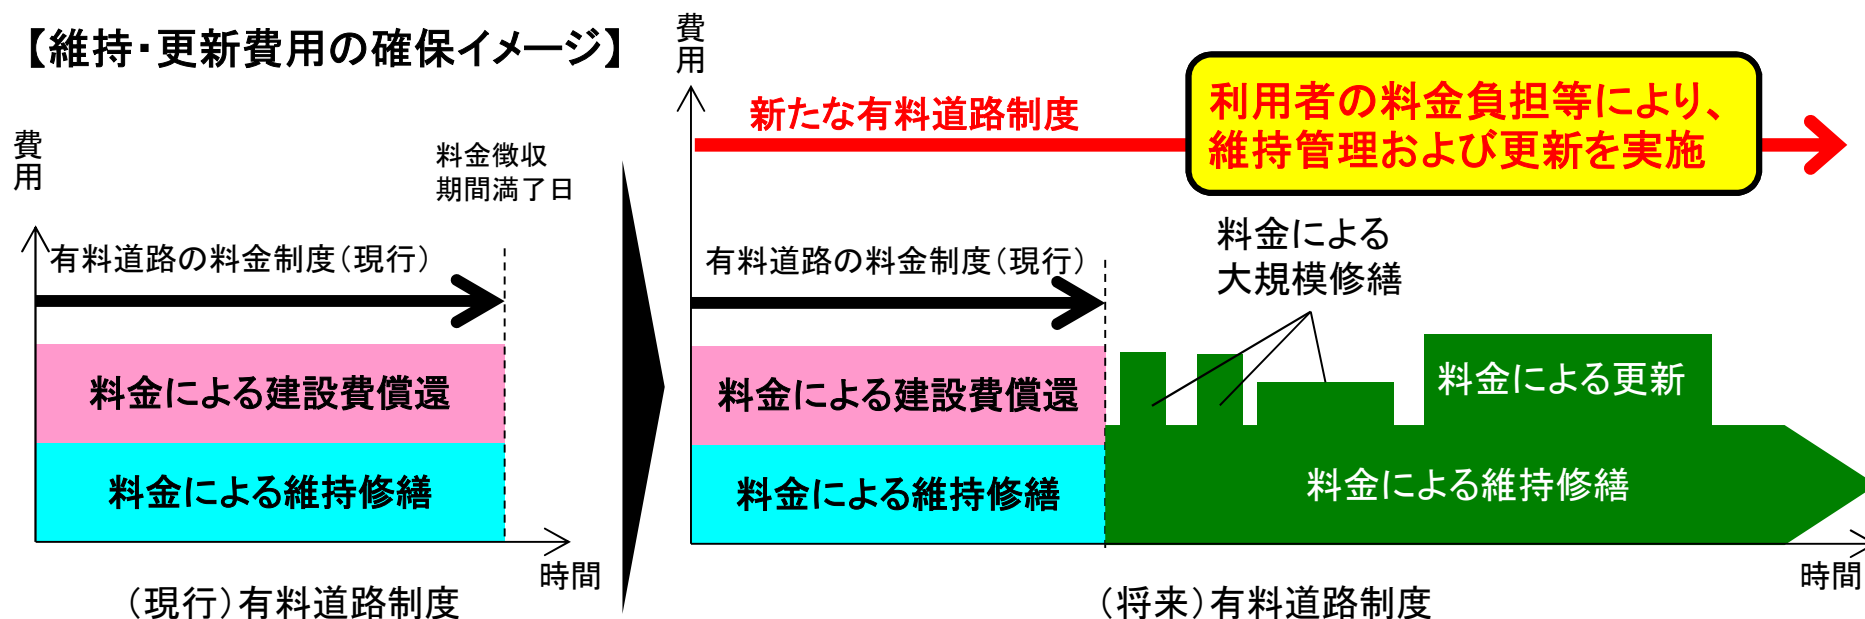 【維持・更新費用の確保イメージ】
費用
料金徴収
期間満了日
有料道路の料金制度（現行）
料金による建設費償還
料金による維持修繕
時間
（現行）有料道路制度
費用
新たな有料道路制度
利用者の料金負担等により、
維持管理および更新を実施
有料道路の料金制度（現行）
料金による
大規模修繕
料金による建設費償還
料金による更新
料金による維持修繕
料金による維持修繕
時間
（将来）有料道路制度